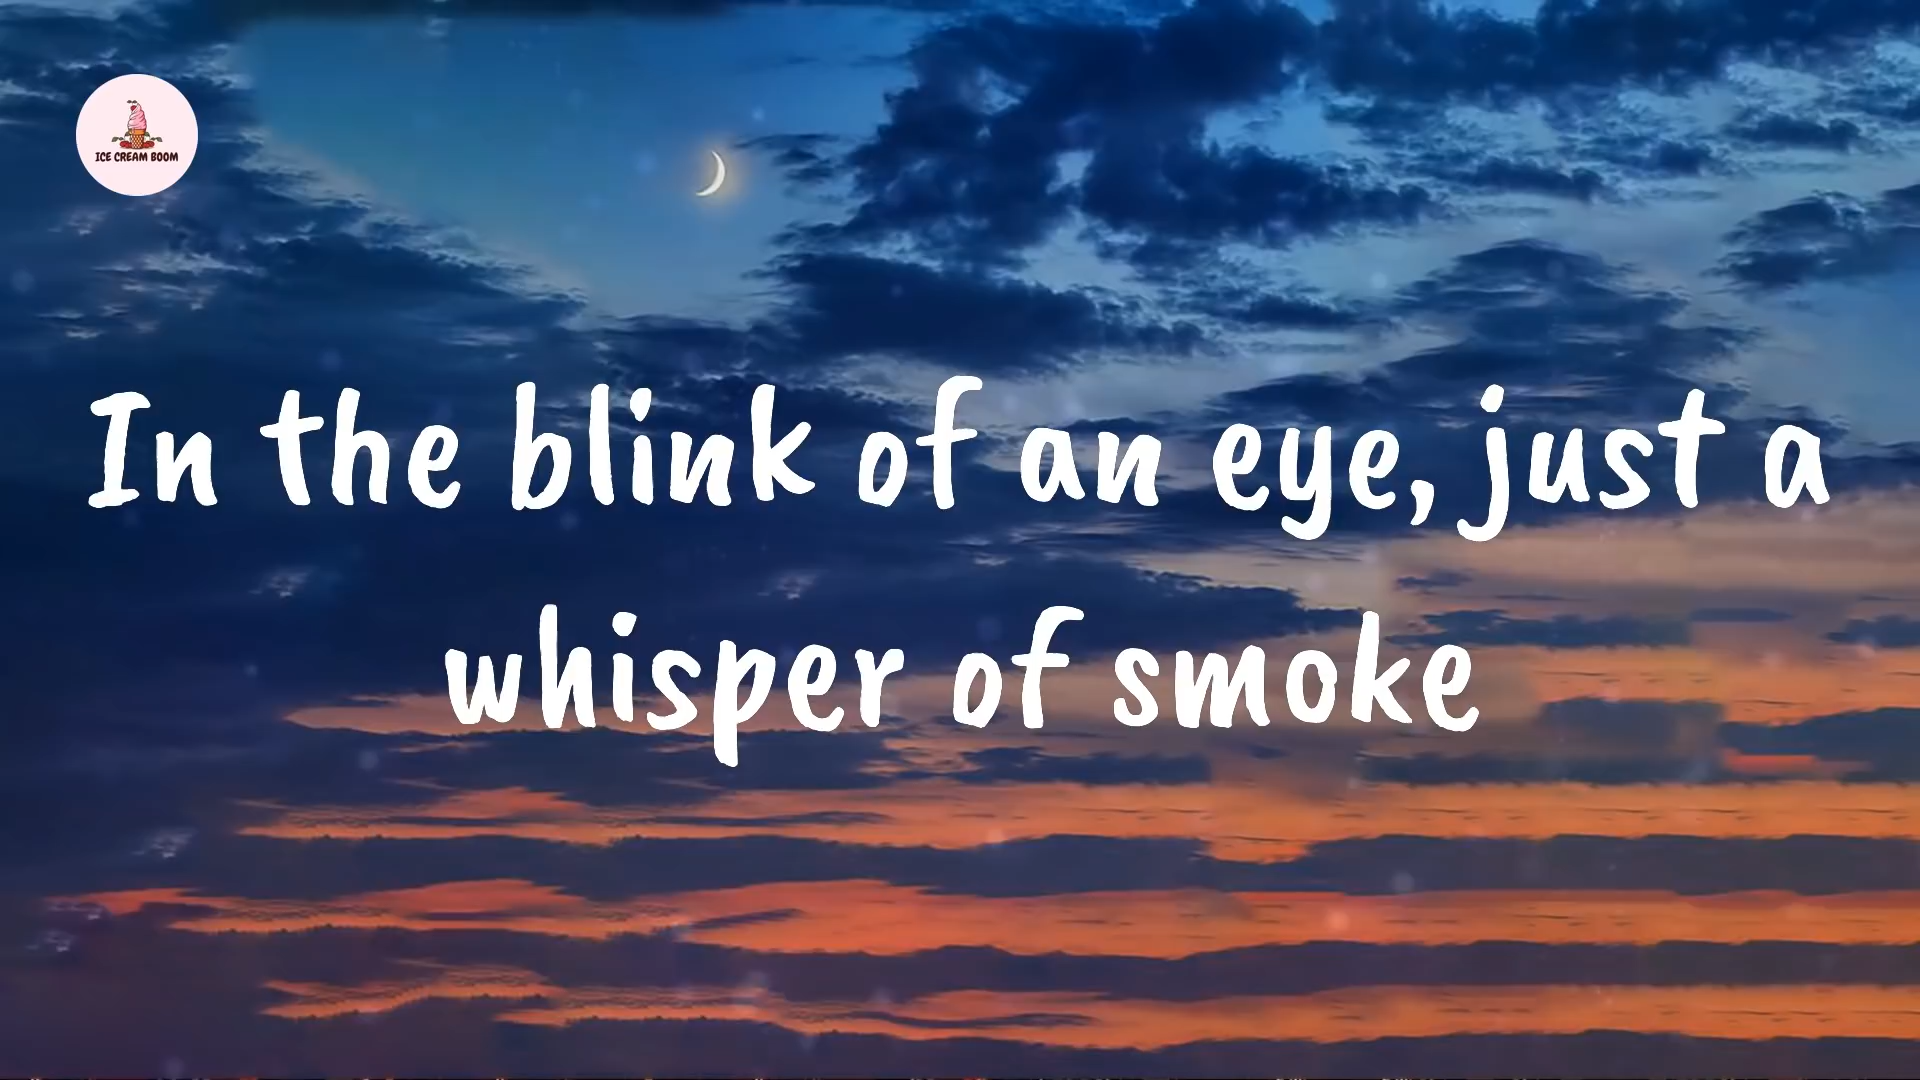 ICE CREAM BOOM
In the blink of an eye, just a
whisper of smoke